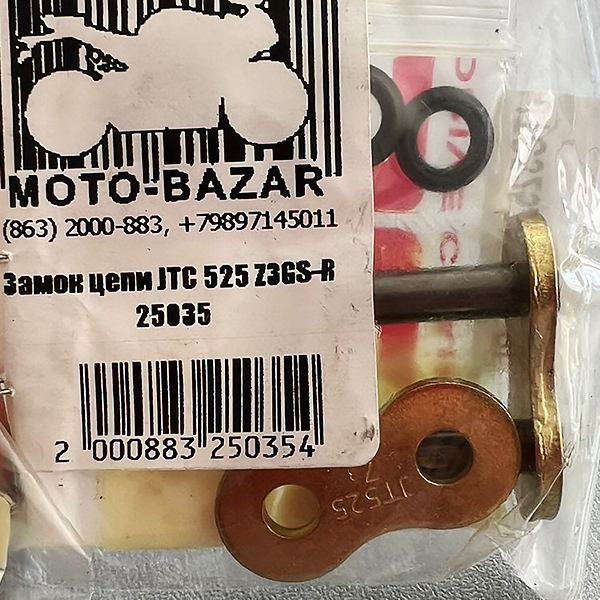 MOTO-BAZAR
(863) 2000-883, +79897145011
Замок цепи JTC 525 Z3GS-R
25035
2 000883 250354
JT525
Z